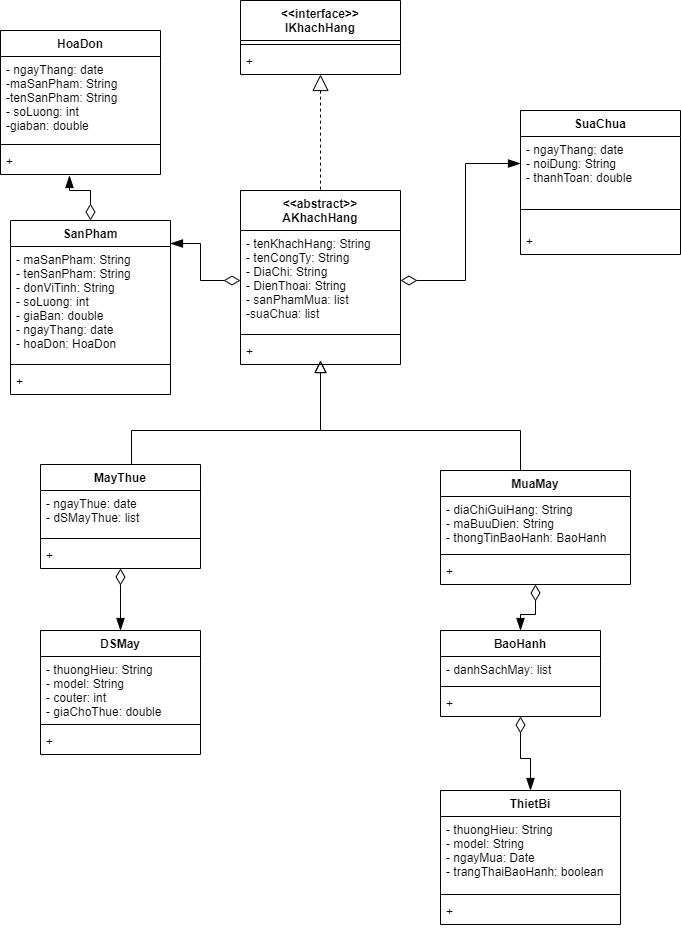 <<interface>>
IKhachHang
+
HoaDon
- ngayThang: date
-maSanPham: String
-tenSanPham: String
- soLuong: int
-giaban: double
+
SuaChua
- ngayThang: date
- noiDung: String
- thanhToan: double
+
<<abstract>>
AKhachHang
- tenKhachHang: String
- tenCongTy: String
- DiaChi: String
- DienThoai: String
- sanPhamMua: list
-suaChua: list
+
SanPham
- maSanPham: String
- tenSanPham: String
- donViTinh: String
- soLuong: int
- giaBan: double
- ngayThang: date
- hoaDon: HoaDon
+
MayThue
- ngayThue: date
- dSMayThue: list
+
MuaMay
- diaChiGuiHang: String
- maBuuDien: String
- thongTinBaoHanh: BaoHanh
+
DSMay
- thuongHieu: String
- model: String
- couter: int
- giaChoThue: double
+
BaoHanh
- danhSachMay: list
+
ThietBi
- thuongHieu: String
- model: String
- ngayMua: Date
- trangThaiBaoHanh: boolean
+